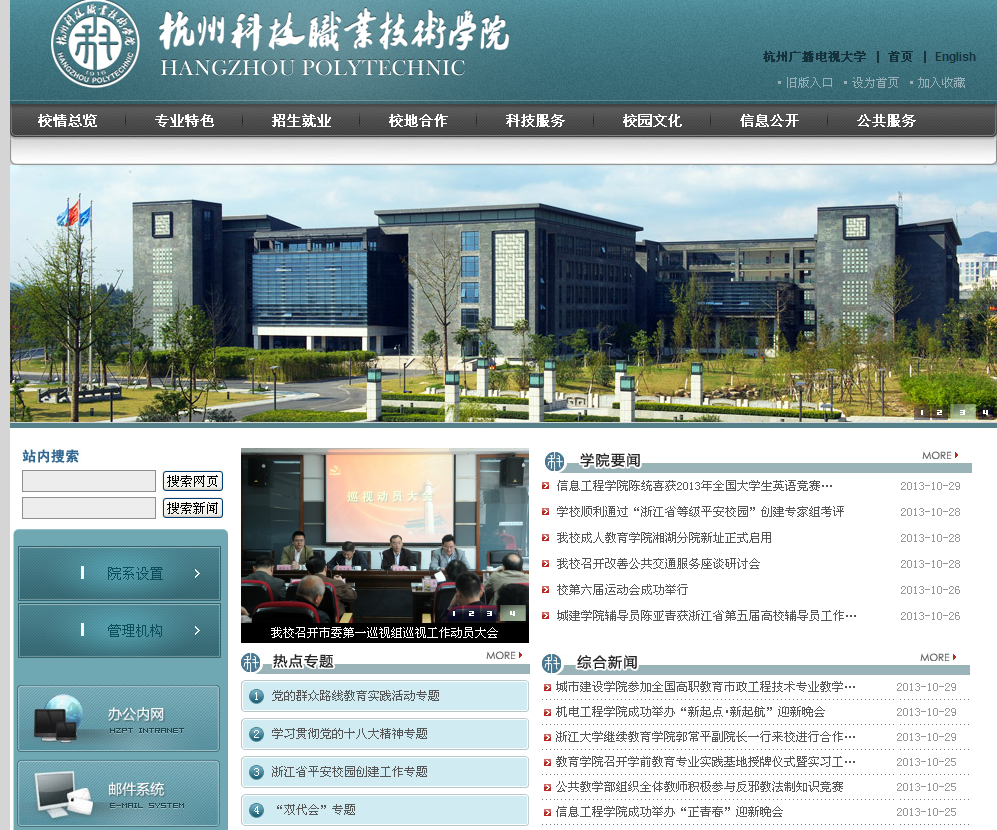 杭州科技職業技術學院
HANGZHOU POLYTECHNIC
杭州科技職業技術學院
科
1916
HANGZHOU POLYTECHNIC
杭州广播电视大学 | 首页 | English
旧版入口 · 设为首页 · 加入收藏
校情总览 专业特色 招生就业 校地合作 科技服务 校园文化 信息公开 公共服务
1 2 3 4
站内搜索
搜索网页
搜索新闻
院系设置
管理机构
办公内网
HZPT INTRANET
邮件系统
E-MAIL SYSTEM
巡视动员大会
1 2 3 4
我校召开市委第一巡视组巡视工作动员大会
热点专题 MORE
1 党的群众路线教育实践活动专题
2 学习贯彻党的十八大精神专题
3 浙江省平安校园创建工作专题
4 “双代会”专题
学院要闻 MORE
信息工程学院陈统喜获2013年全国大学生英语竞赛… 2013-10-29
学校顺利通过“浙江省等级平安校园”创建专家组考评 2013-10-28
我校成人教育学院湘湖分院新址正式启用 2013-10-28
我校召开改善公共交通服务座谈研讨会 2013-10-28
校第六届运动会成功举行 2013-10-26
城建学院辅导员陈亚青获浙江省第五届高校辅导员工作… 2013-10-26
综合新闻 MORE
城市建设学院参加全国高职教育市政工程技术专业教学… 2013-10-29
机电工程学院成功举办“新起点·新起航”迎新晚会 2013-10-29
浙江大学继续教育学院郭常平副院长一行来校进行合作… 2013-10-29
教育学院召开学前教育专业实践基地授牌仪式暨实习工… 2013-10-25
公共教学部组织全体教师积极参与反邪教法制知识竞赛 2013-10-25
信息工程学院成功举办“正青春”迎新晚会 2013-10-25